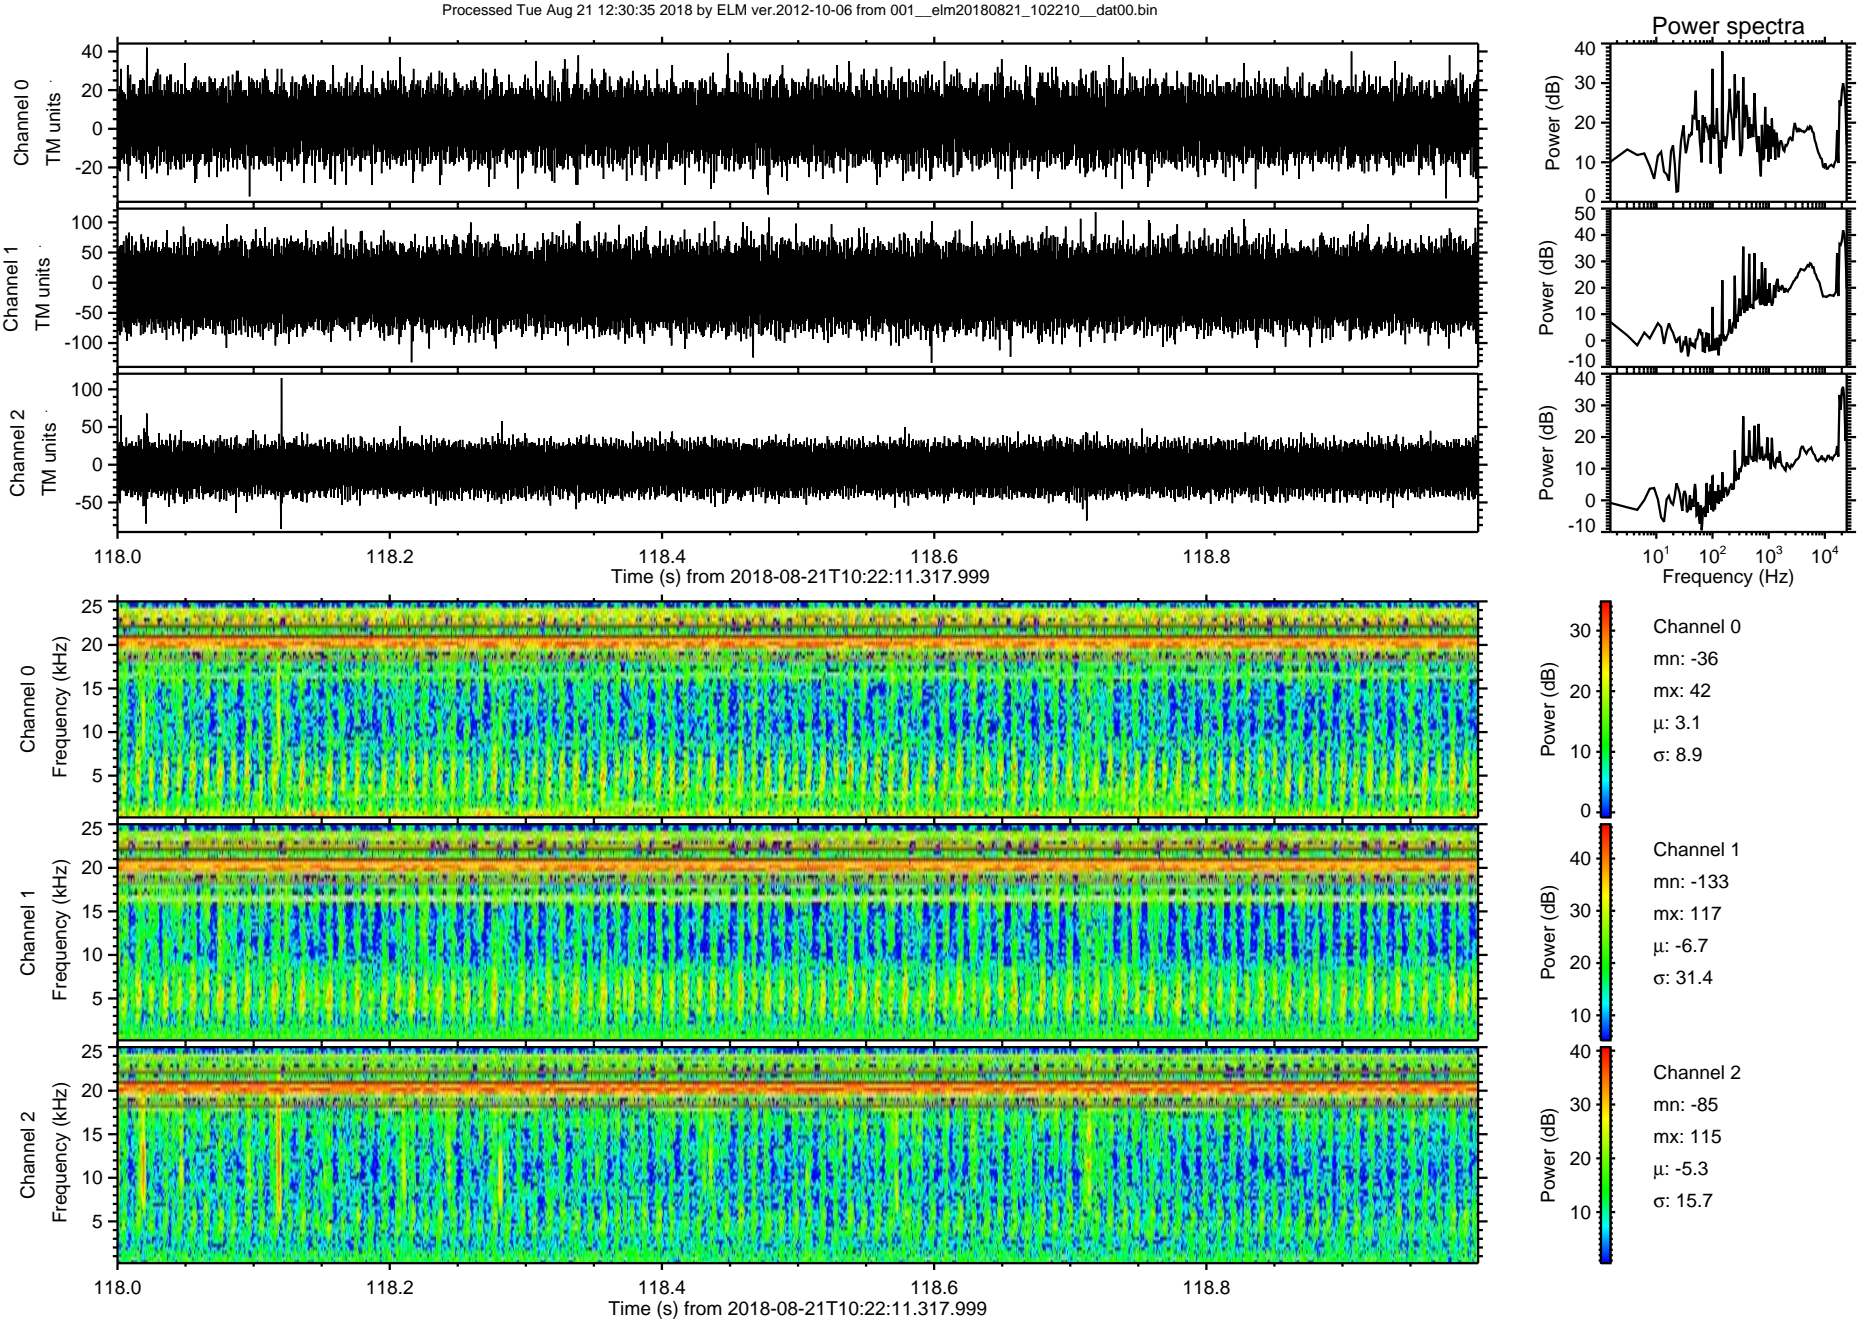 Processed Tue Aug 21 12:30:35 2018 by ELM ver.2012-10-06 from 001__elm20180821_102210__dat00.bin
Power spectra
Channel 0
TM units
40
20
0
-20
Power (dB)
40
30
20
10
0
Channel 1
TM units
100
50
0
-50
-100
Power (dB)
50
40
30
20
10
0
-10
Channel 2
TM units
100
50
0
-50
Power (dB)
40
30
20
10
0
-10
118.0 118.2 118.4 118.6 118.8
Time (s) from 2018-08-21T10:22:11.317.999
10¹ 10² 10³ 10⁴
Frequency (Hz)
Channel 0
Frequency (kHz)
25
20
15
10
5
Power (dB)
30
20
10
0
Channel 0
mn: -36
mx: 42
μ: 3.1
σ: 8.9
Channel 1
Frequency (kHz)
25
20
15
10
5
Power (dB)
40
30
20
10
Channel 1
mn: -133
mx: 117
μ: -6.7
σ: 31.4
Channel 2
Frequency (kHz)
25
20
15
10
5
Power (dB)
40
30
20
10
Channel 2
mn: -85
mx: 115
μ: -5.3
σ: 15.7
118.0 118.2 118.4 118.6 118.8
Time (s) from 2018-08-21T10:22:11.317.999